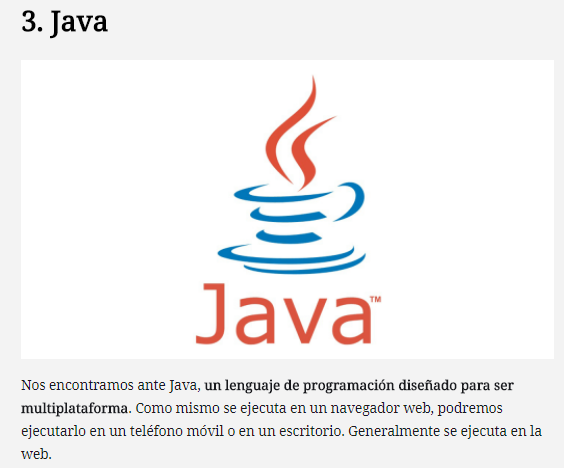 3. Java
Java™
Nos encontramos ante Java, un lenguaje de programación diseñado para ser
multiplataforma. Como mismo se ejecuta en un navegador web, podremos
ejecutarlo en un teléfono móvil o en un escritorio. Generalmente se ejecuta en la
web.